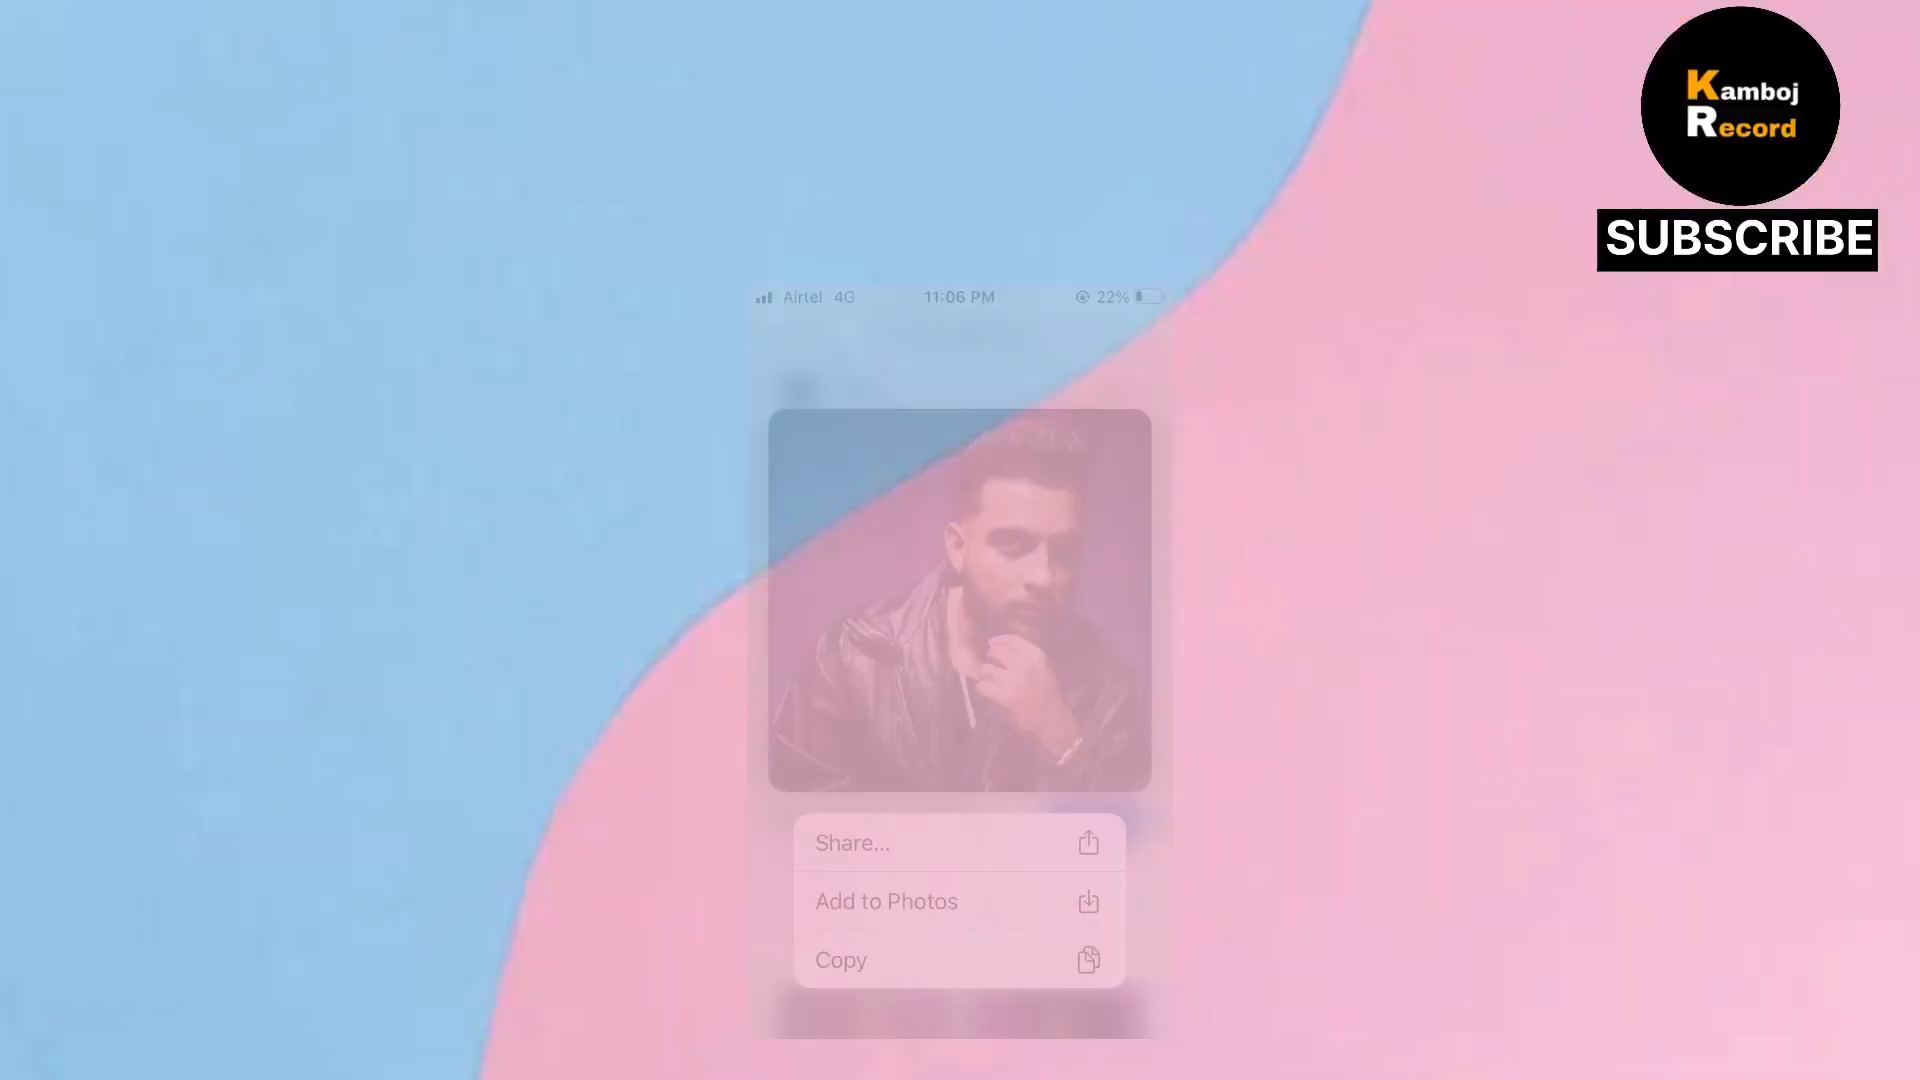 Kamboj
Record
SUBSCRIBE
Airtel 4G 11:06 PM 22%
Share...
Add to Photos
Copy